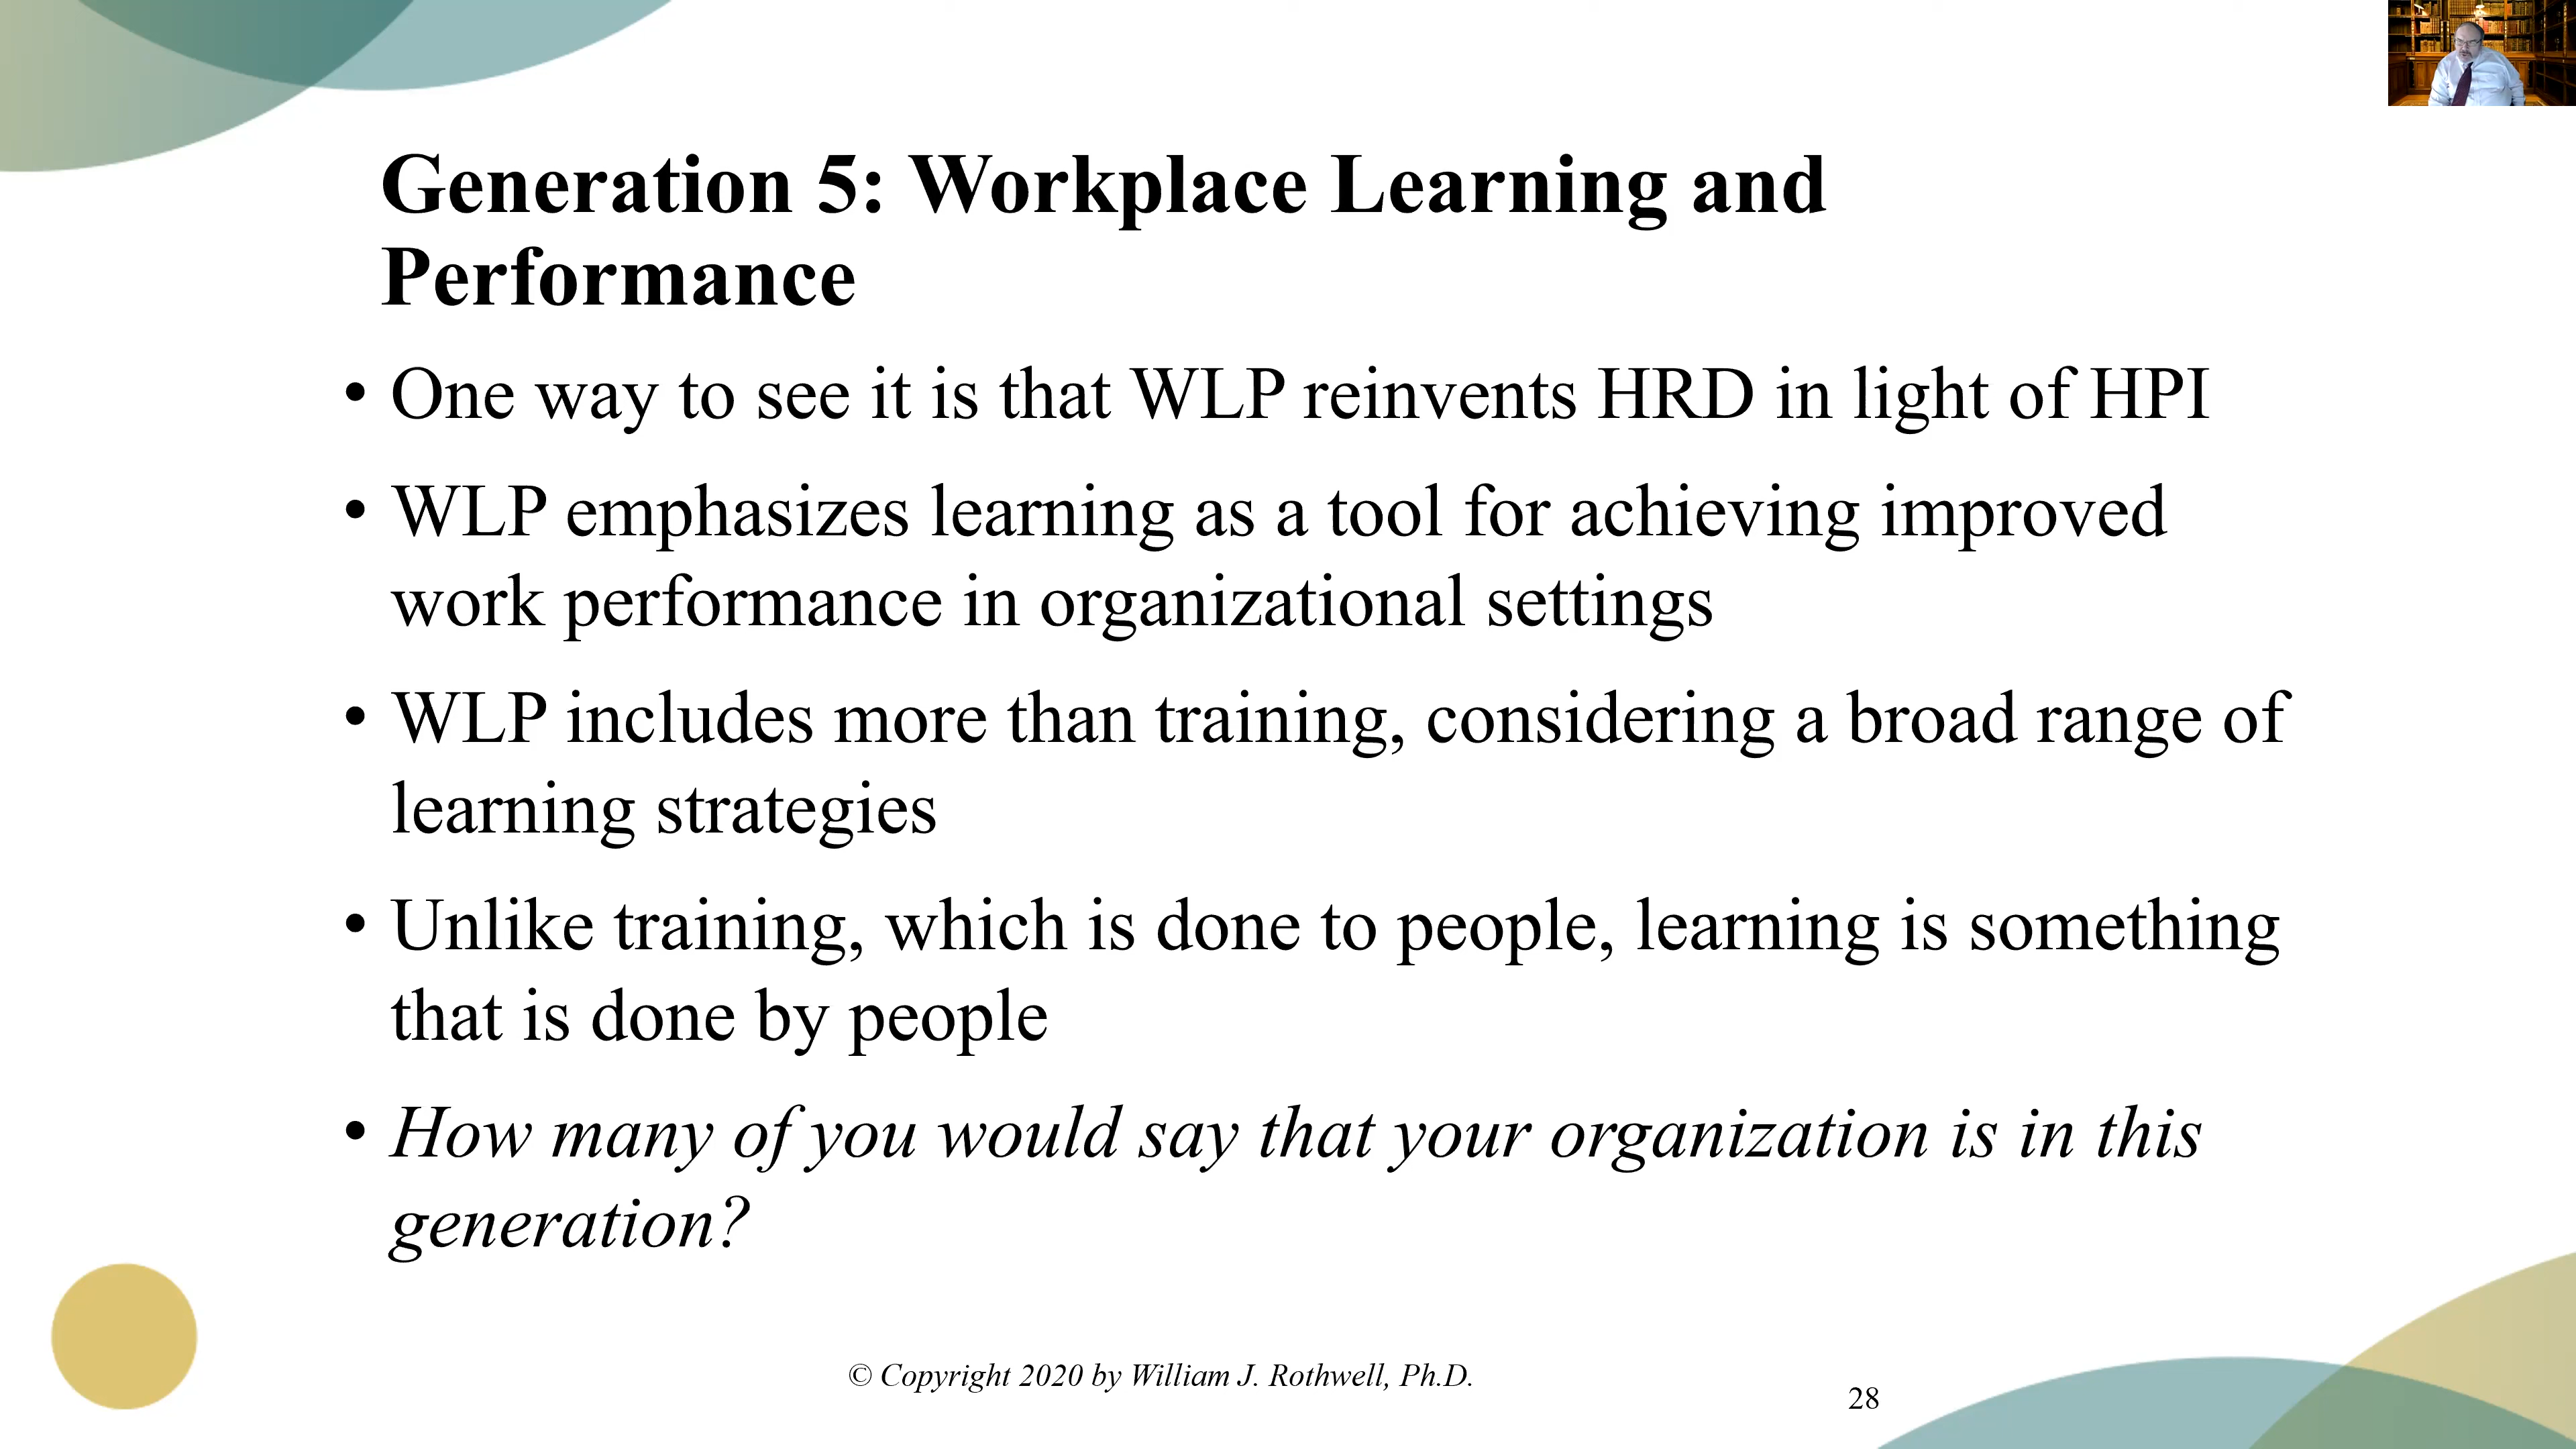 Generation 5: Workplace Learning and
Performance
• One way to see it is that WLP reinvents HRD in light of HPI
• WLP emphasizes learning as a tool for achieving improved
work performance in organizational settings
• WLP includes more than training, considering a broad range of
learning strategies
• Unlike training, which is done to people, learning is something
that is done by people
• How many of you would say that your organization is in this
generation?
© Copyright 2020 by William J. Rothwell, Ph.D.
28